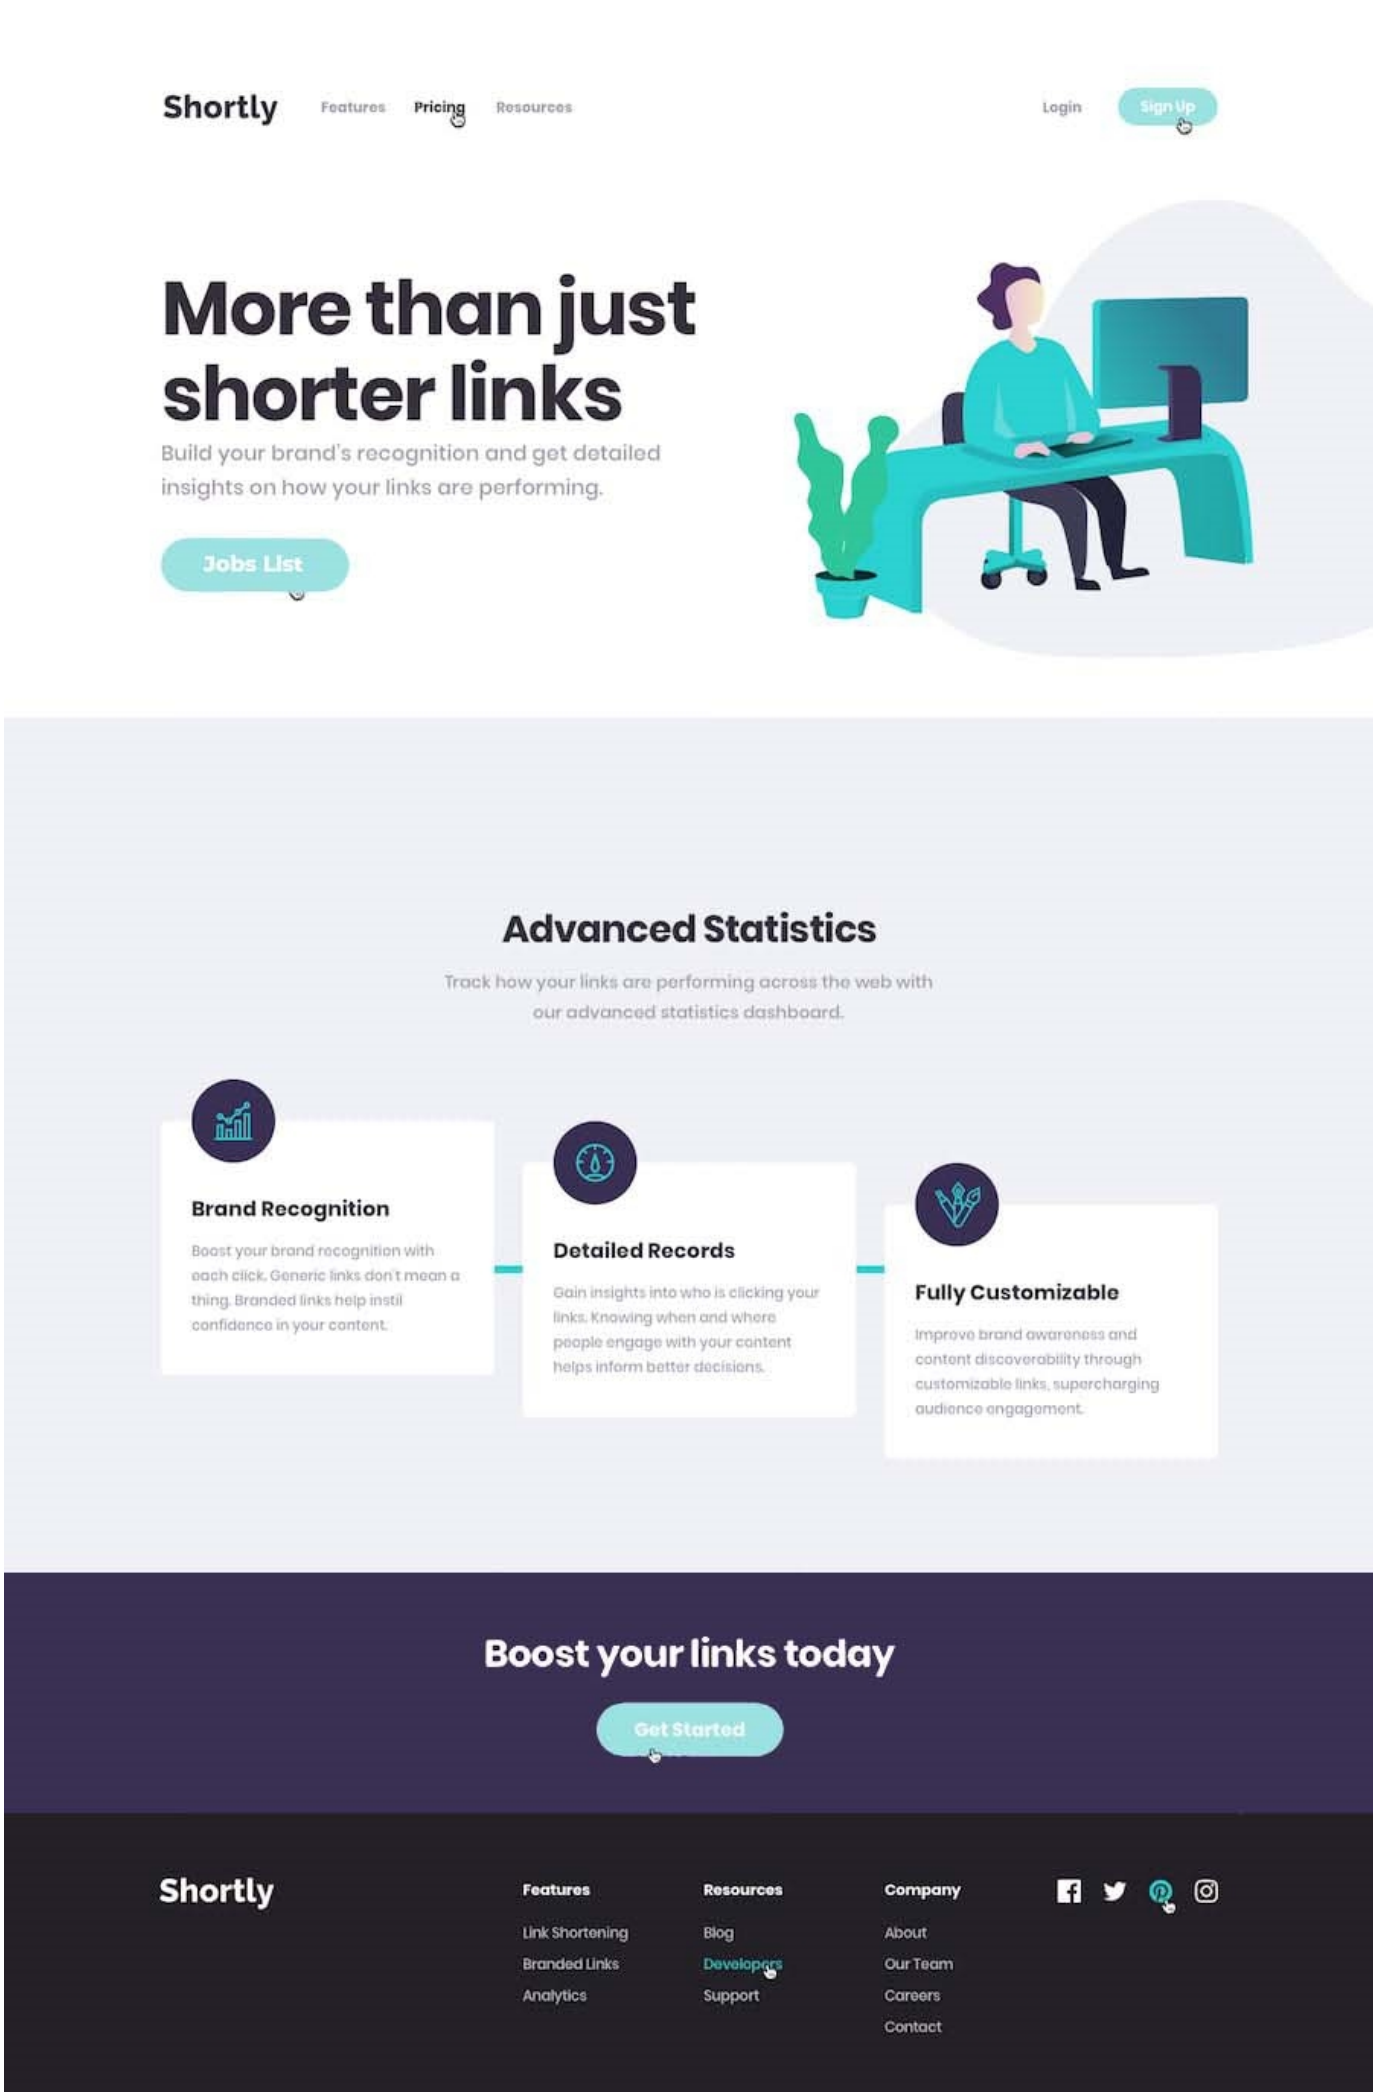 Shortly
Features
Pricing
Resources
Login
Sign Up
More than just
shorter links
Build your brand's recognition and get detailed
insights on how your links are performing.
Jobs List
Advanced Statistics
Track how your links are performing across the web with
our advanced statistics dashboard.
Brand Recognition
Boost your brand recognition with
each click. Generic links don't mean a
thing. Branded links help instil
confidence in your content.
Detailed Records
Gain insights into who is clicking your
links. Knowing when and where
people engage with your content
helps inform better decisions.
Fully Customizable
Improve brand awareness and
content discoverability through
customizable links, supercharging
audience engagement.
Boost your links today
Get Started
Shortly
Features
Link Shortening
Branded Links
Analytics
Resources
Blog
Developers
Support
Company
About
Our Team
Careers
Contact